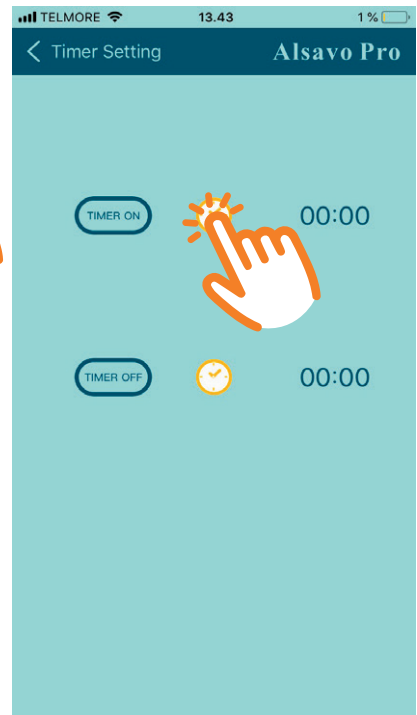 TELMORE 13.43 1 %
Timer Setting Alsavo Pro
TIMER ON 00:00
TIMER OFF 00:00